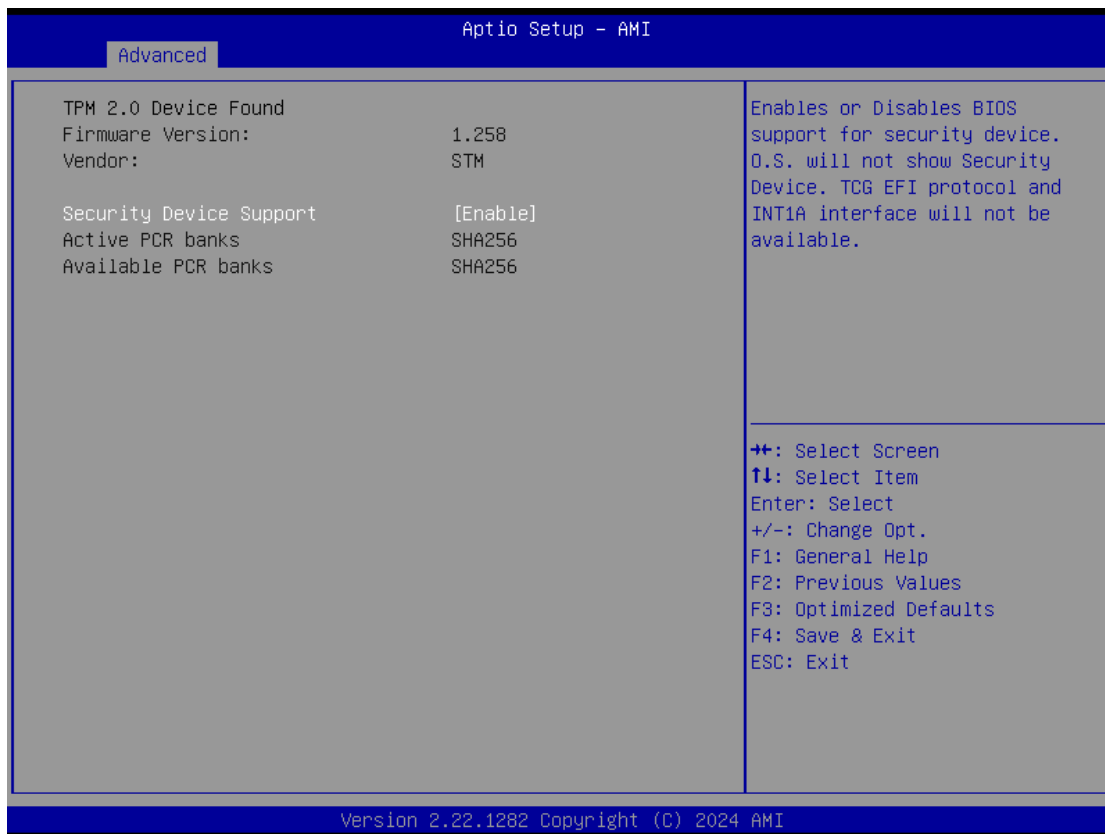 Aptio Setup - AMI
Advanced
TPM 2.0 Device Found
Firmware Version: 1.258
Vendor: STM
Security Device Support [Enable]
Active PCR banks SHA256
Available PCR banks SHA256
Enables or Disables BIOS
support for security device.
O.S. will not show Security
Device. TCG EFI protocol and
INT1A interface will not be
available.
→←: Select Screen
↑↓: Select Item
Enter: Select
+/-: Change Opt.
F1: General Help
F2: Previous Values
F3: Optimized Defaults
F4: Save & Exit
ESC: Exit
Version 2.22.1282 Copyright (C) 2024 AMI